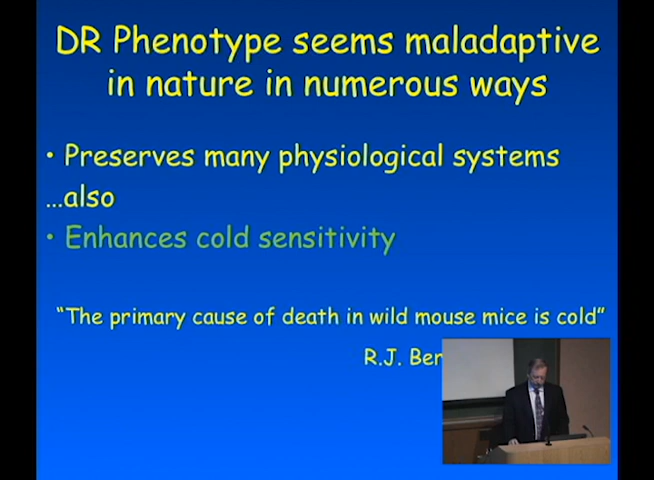 DR Phenotype seems maladaptive
in nature in numerous ways
• Preserves many physiological systems
…also
• Enhances cold sensitivity
“The primary cause of death in wild mouse mice is cold”
R.J.